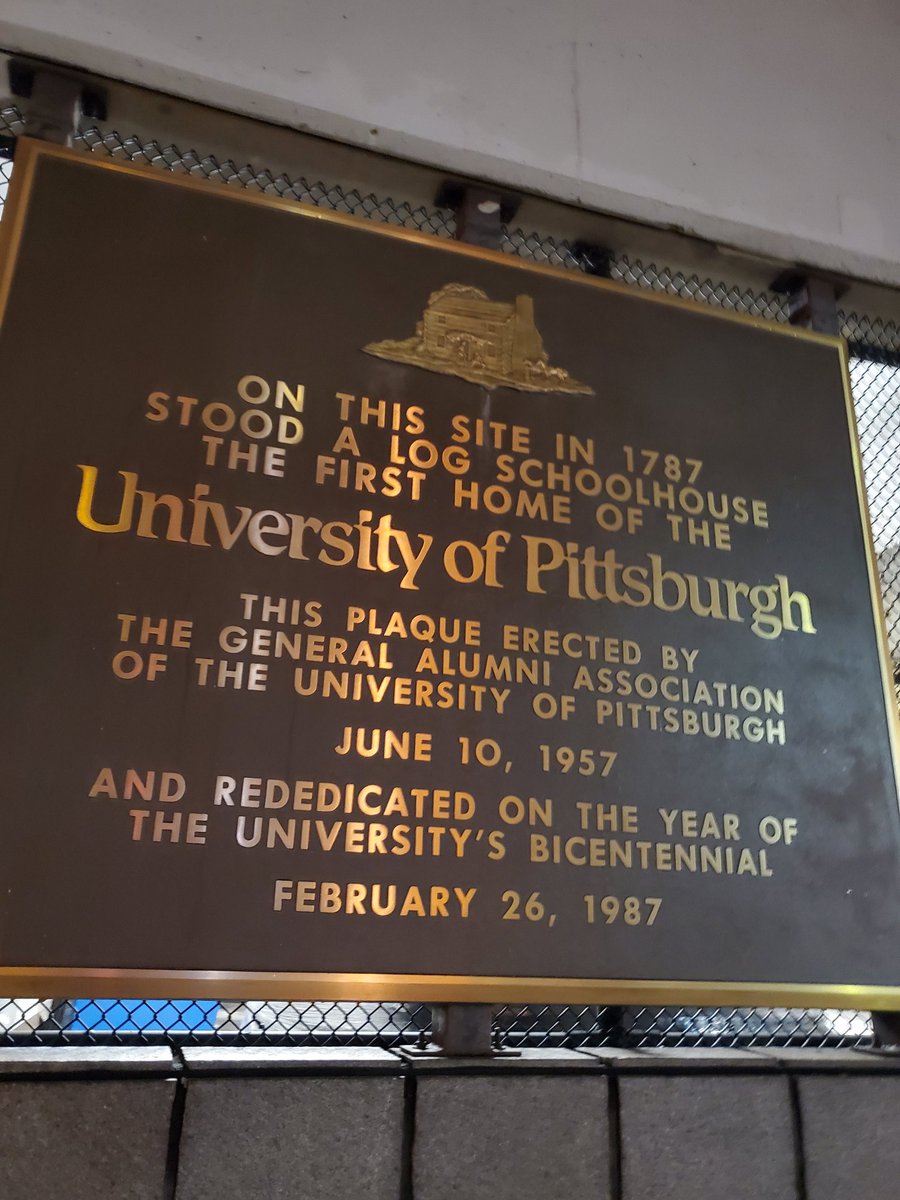 ON THIS SITE IN 1787
STOOD A LOG SCHOOLHOUSE
THE FIRST HOME OF THE
University of Pittsburgh
THIS PLAQUE ERECTED BY
THE GENERAL ALUMNI ASSOCIATION
OF THE UNIVERSITY OF PITTSBURGH
JUNE 10, 1957
AND REDEDICATED ON THE YEAR OF
THE UNIVERSITY'S BICENTENNIAL
FEBRUARY 26, 1987